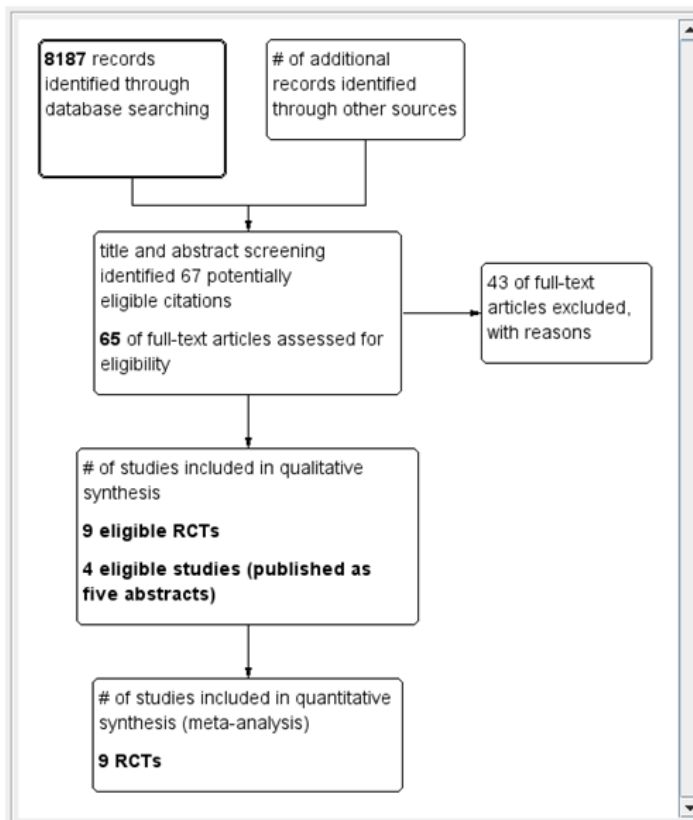 8187 records
identified through
database searching
# of additional
records identified
through other sources
title and abstract screening
identified 67 potentially
eligible citations
65 of full-text articles assessed for
eligibility
43 of full-text
articles excluded,
with reasons
# of studies included in qualitative
synthesis
9 eligible RCTs
4 eligible studies (published as
five abstracts)
# of studies included in quantitative
synthesis (meta-analysis)
9 RCTs